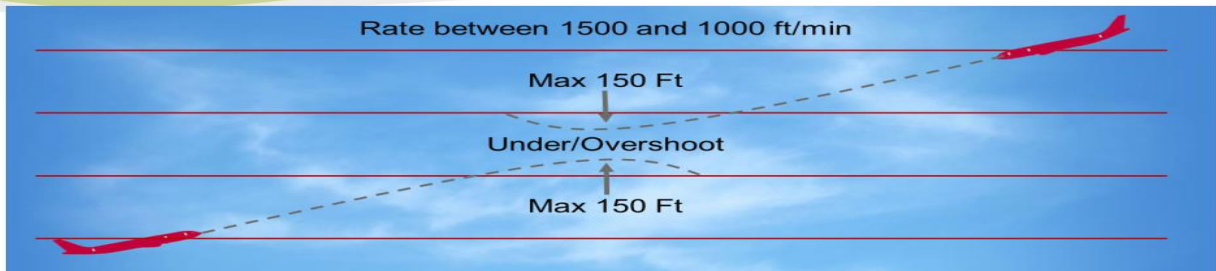 Rate between 1500 and 1000 ft/min
Max 150 Ft
Under/Overshoot
Max 150 Ft